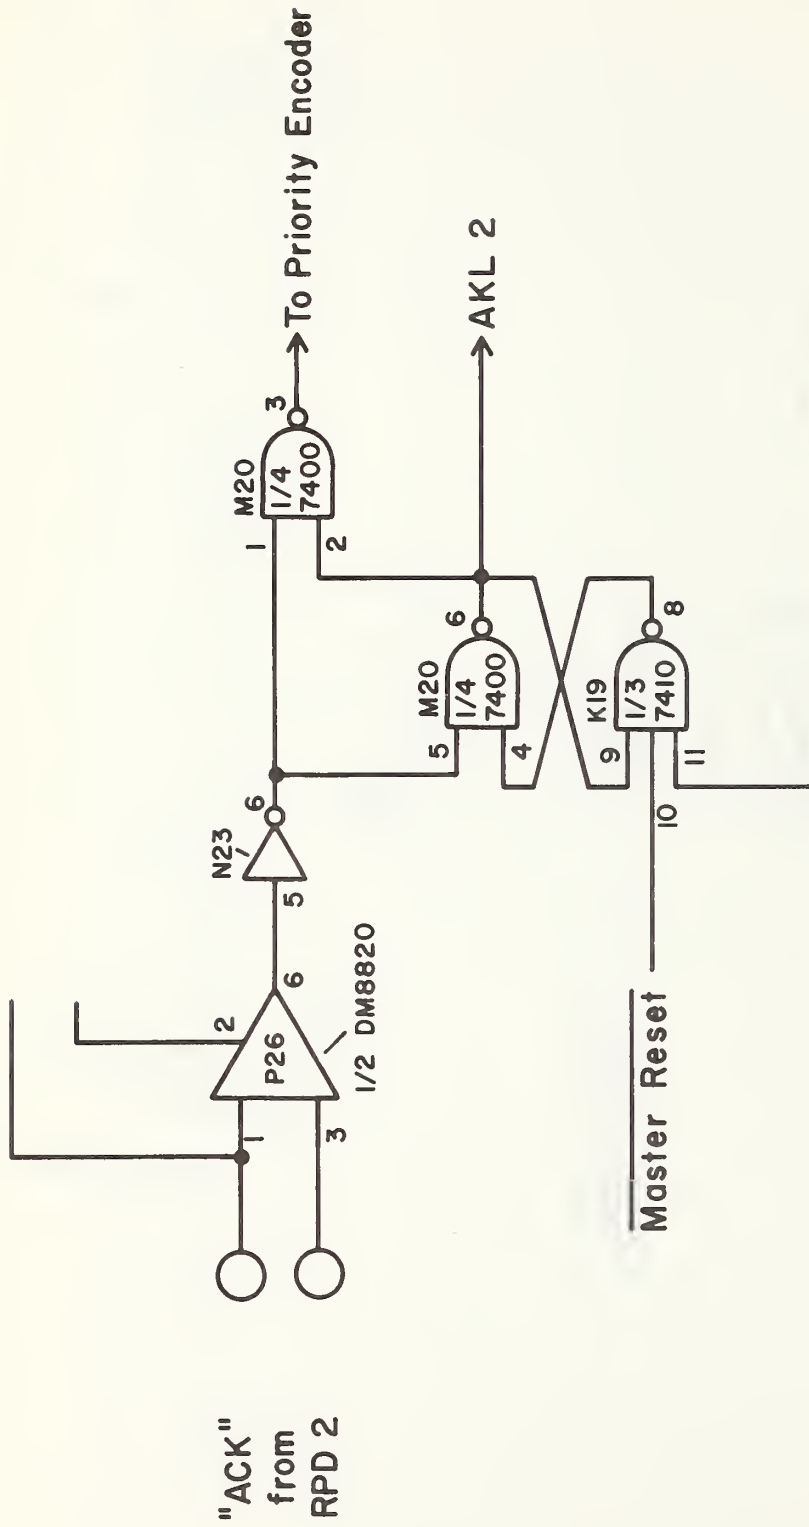 "ACK"
from
RPD 2
1
3
2
P26
6
1/2 DM8820
5
N23
6
1
2
M20
1/4
7400
3
To Priority Encoder
5
4
M20
1/4
7400
6
AKL 2
Master Reset
9
10
11
K19
1/3
7410
8